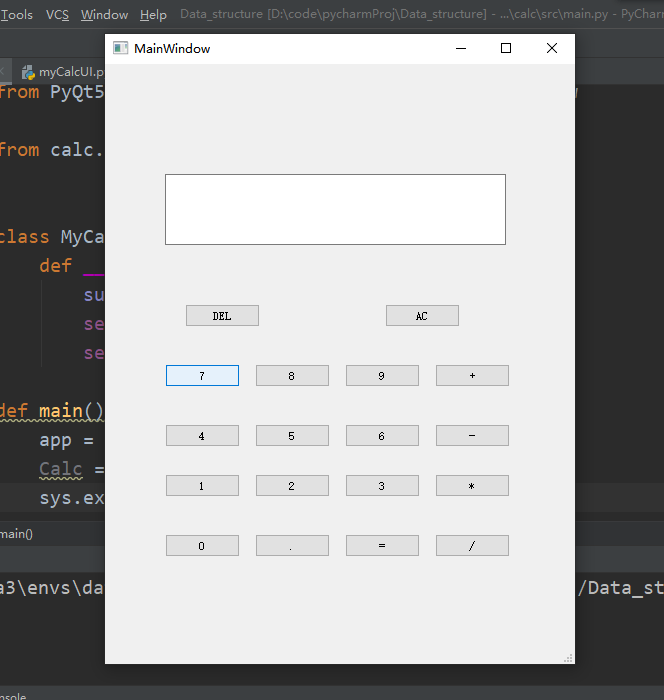 Tools VCS Window Help Data_structure [D:\code\pycharmProj\Data_structure] - ...\calc\src\main.py - PyCharm
MainWindow
myCalcUI.p
from PyQt5
from calc.
class MyCa
def __
su
se
se
DEL AC
7 8 9 +
def main()
4 5 6 -
app =
Calc =
1 2 3 *
sys.ex
main()
0 . = /
a3\envs\da /Data_st
nsole